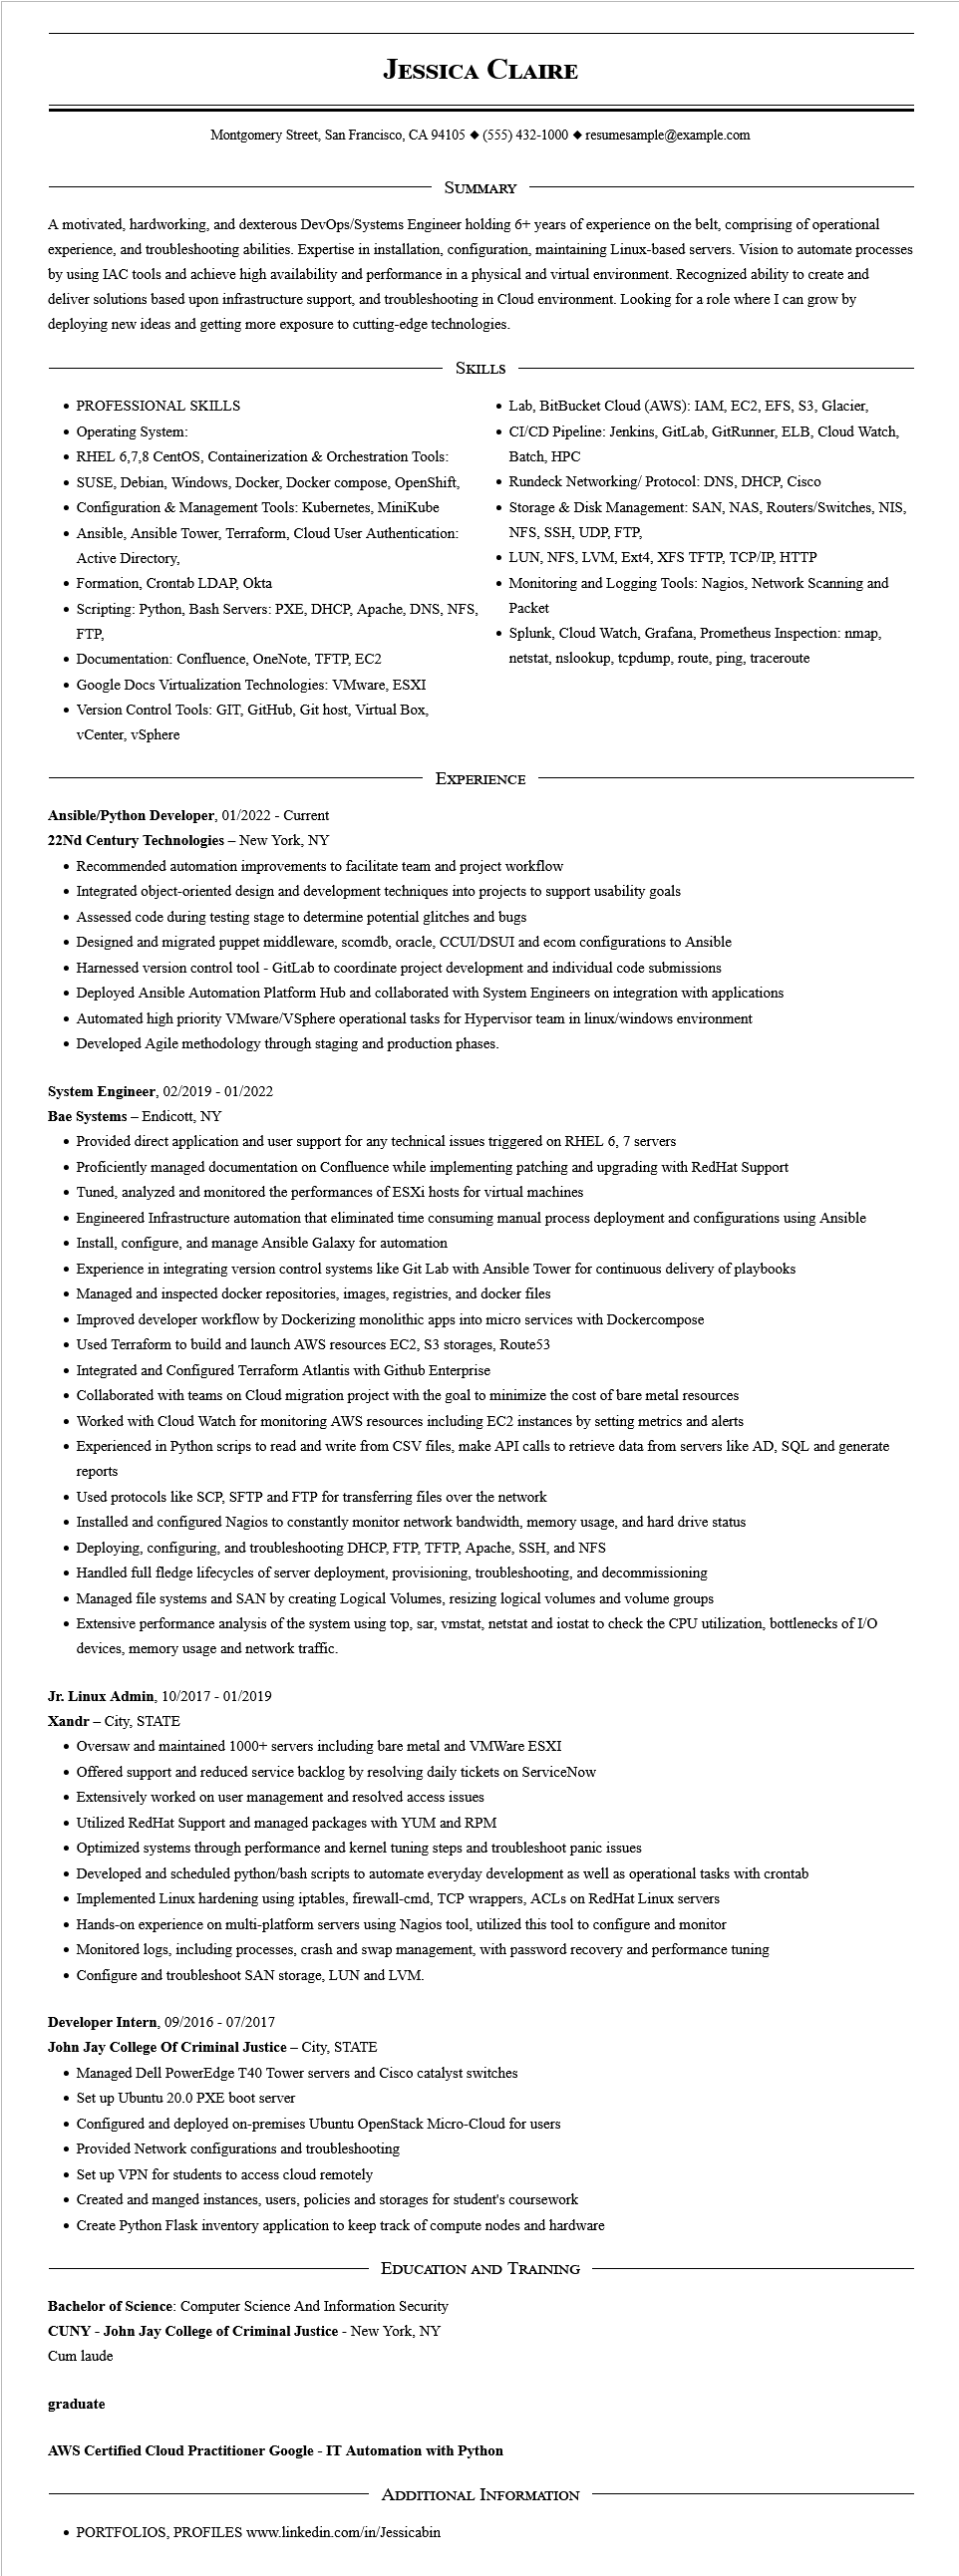 Jessica Claire
Montgomery Street, San Francisco, CA 94105 ◆ (555) 432-1000 ◆ resumesample@example.com
Summary
A motivated, hardworking, and dexterous DevOps/Systems Engineer holding 6+ years of experience on the belt, comprising of operational
experience, and troubleshooting abilities. Expertise in installation, configuration, maintaining Linux-based servers. Vision to automate processes
by using IAC tools and achieve high availability and performance in a physical and virtual environment. Recognized ability to create and
deliver solutions based upon infrastructure support, and troubleshooting in Cloud environment. Looking for a role where I can grow by
deploying new ideas and getting more exposure to cutting-edge technologies.
Skills
• PROFESSIONAL SKILLS
• Operating System:
• RHEL 6,7,8 CentOS, Containerization & Orchestration Tools:
• SUSE, Debian, Windows, Docker, Docker compose, OpenShift,
• Configuration & Management Tools: Kubernetes, MiniKube
• Ansible, Ansible Tower, Terraform, Cloud User Authentication:
Active Directory,
• Formation, Crontab LDAP, Okta
• Scripting: Python, Bash Servers: PXE, DHCP, Apache, DNS, NFS,
FTP,
• Documentation: Confluence, OneNote, TFTP, EC2
• Google Docs Virtualization Technologies: VMware, ESXI
• Version Control Tools: GIT, GitHub, Git host, Virtual Box,
vCenter, vSphere
• Lab, BitBucket Cloud (AWS): IAM, EC2, EFS, S3, Glacier,
• CI/CD Pipeline: Jenkins, GitLab, GitRunner, ELB, Cloud Watch,
Batch, HPC
• Rundeck Networking/ Protocol: DNS, DHCP, Cisco
• Storage & Disk Management: SAN, NAS, Routers/Switches, NIS,
NFS, SSH, UDP, FTP,
• LUN, NFS, LVM, Ext4, XFS TFTP, TCP/IP, HTTP
• Monitoring and Logging Tools: Nagios, Network Scanning and
Packet
• Splunk, Cloud Watch, Grafana, Prometheus Inspection: nmap,
netstat, nslookup, tcpdump, route, ping, traceroute
Experience
Ansible/Python Developer, 01/2022 - Current
22Nd Century Technologies – New York, NY
• Recommended automation improvements to facilitate team and project workflow
• Integrated object-oriented design and development techniques into projects to support usability goals
• Assessed code during testing stage to determine potential glitches and bugs
• Designed and migrated puppet middleware, scomdb, oracle, CCUI/DSUI and ecom configurations to Ansible
• Harnessed version control tool - GitLab to coordinate project development and individual code submissions
• Deployed Ansible Automation Platform Hub and collaborated with System Engineers on integration with applications
• Automated high priority VMware/VSphere operational tasks for Hypervisor team in linux/windows environment
• Developed Agile methodology through staging and production phases.
System Engineer, 02/2019 - 01/2022
Bae Systems – Endicott, NY
• Provided direct application and user support for any technical issues triggered on RHEL 6, 7 servers
• Proficiently managed documentation on Confluence while implementing patching and upgrading with RedHat Support
• Tuned, analyzed and monitored the performances of ESXi hosts for virtual machines
• Engineered Infrastructure automation that eliminated time consuming manual process deployment and configurations using Ansible
• Install, configure, and manage Ansible Galaxy for automation
• Experience in integrating version control systems like Git Lab with Ansible Tower for continuous delivery of playbooks
• Managed and inspected docker repositories, images, registries, and docker files
• Improved developer workflow by Dockerizing monolithic apps into micro services with Dockercompose
• Used Terraform to build and launch AWS resources EC2, S3 storages, Route53
• Integrated and Configured Terraform Atlantis with Github Enterprise
• Collaborated with teams on Cloud migration project with the goal to minimize the cost of bare metal resources
• Worked with Cloud Watch for monitoring AWS resources including EC2 instances by setting metrics and alerts
• Experienced in Python scrips to read and write from CSV files, make API calls to retrieve data from servers like AD, SQL and generate
reports
• Used protocols like SCP, SFTP and FTP for transferring files over the network
• Installed and configured Nagios to constantly monitor network bandwidth, memory usage, and hard drive status
• Deploying, configuring, and troubleshooting DHCP, FTP, TFTP, Apache, SSH, and NFS
• Handled full fledge lifecycles of server deployment, provisioning, troubleshooting, and decommissioning
• Managed file systems and SAN by creating Logical Volumes, resizing logical volumes and volume groups
• Extensive performance analysis of the system using top, sar, vmstat, netstat and iostat to check the CPU utilization, bottlenecks of I/O
devices, memory usage and network traffic.
Jr. Linux Admin, 10/2017 - 01/2019
Xandr – City, STATE
• Oversaw and maintained 1000+ servers including bare metal and VMWare ESXI
• Offered support and reduced service backlog by resolving daily tickets on ServiceNow
• Extensively worked on user management and resolved access issues
• Utilized RedHat Support and managed packages with YUM and RPM
• Optimized systems through performance and kernel tuning steps and troubleshoot panic issues
• Developed and scheduled python/bash scripts to automate everyday development as well as operational tasks with crontab
• Implemented Linux hardening using iptables, firewall-cmd, TCP wrappers, ACLs on RedHat Linux servers
• Hands-on experience on multi-platform servers using Nagios tool, utilized this tool to configure and monitor
• Monitored logs, including processes, crash and swap management, with password recovery and performance tuning
• Configure and troubleshoot SAN storage, LUN and LVM.
Developer Intern, 09/2016 - 07/2017
John Jay College Of Criminal Justice – City, STATE
• Managed Dell PowerEdge T40 Tower servers and Cisco catalyst switches
• Set up Ubuntu 20.0 PXE boot server
• Configured and deployed on-premises Ubuntu OpenStack Micro-Cloud for users
• Provided Network configurations and troubleshooting
• Set up VPN for students to access cloud remotely
• Created and manged instances, users, policies and storages for student's coursework
• Create Python Flask inventory application to keep track of compute nodes and hardware
Education and Training
Bachelor of Science: Computer Science And Information Security
CUNY - John Jay College of Criminal Justice - New York, NY
Cum laude
graduate
AWS Certified Cloud Practitioner Google - IT Automation with Python
Additional Information
• PORTFOLIOS, PROFILES www.linkedin.com/in/Jessicabin